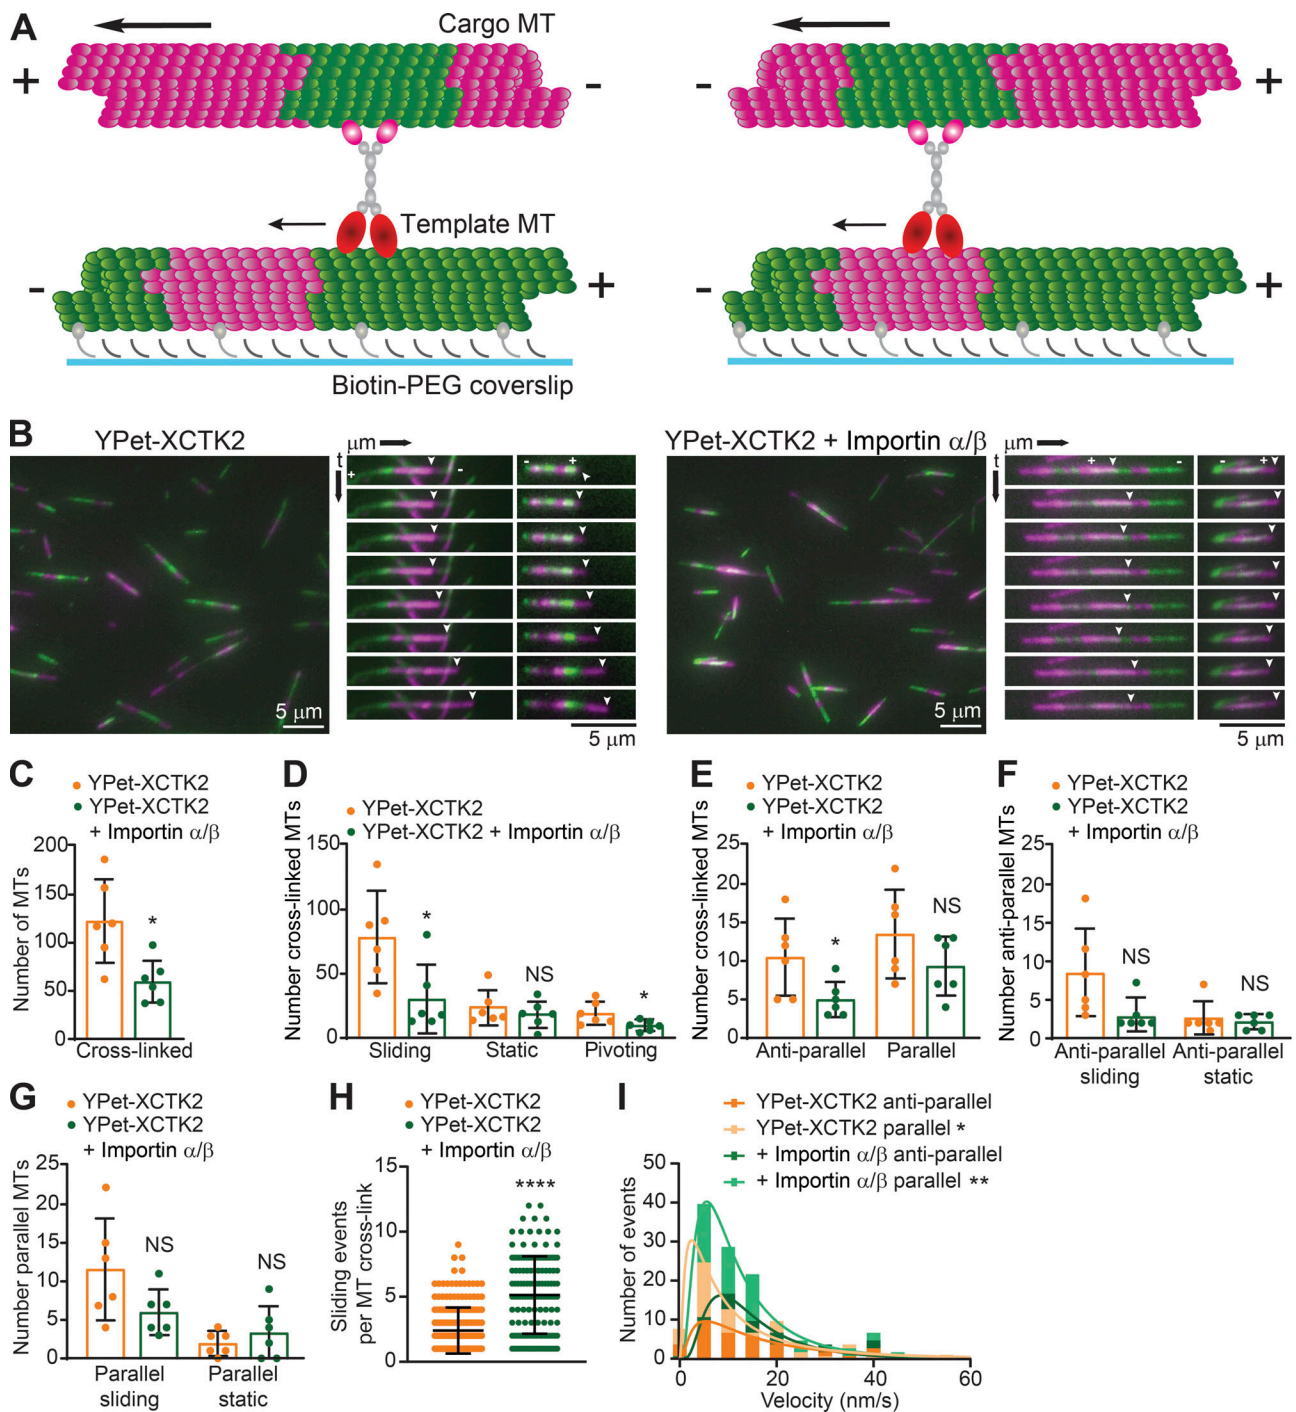 A
Cargo MT
+
-
-
+
Template MT
-
+
-
+
Biotin-PEG coverslip
B
YPet-XCTK2
μm
t
+
-
-
+
5 μm
5 μm
YPet-XCTK2 + Importin α/β
μm
t
+
-
-
+
5 μm
5 μm
C
YPet-XCTK2
YPet-XCTK2
+ Importin α/β
Number of MTs
200
150
100
50
0
*
Cross-linked
D
YPet-XCTK2
YPet-XCTK2 + Importin α/β
Number cross-linked MTs
150
100
50
0
*
NS
*
Sliding
Static
Pivoting
E
YPet-XCTK2
YPet-XCTK2
+ Importin α/β
Number cross-linked MTs
25
20
15
10
5
0
*
NS
Anti-parallel
Parallel
F
YPet-XCTK2
YPet-XCTK2
+ Importin α/β
Number anti-parallel MTs
25
20
15
10
5
0
NS
NS
Anti-parallel
sliding
Anti-parallel
static
G
YPet-XCTK2
YPet-XCTK2
+ Importin α/β
Number parallel MTs
25
20
15
10
5
0
NS
NS
Parallel
sliding
Parallel
static
H
YPet-XCTK2
YPet-XCTK2
+ Importin α/β
Sliding events
per MT cross-link
15
10
5
0
****
I
YPet-XCTK2 anti-parallel
YPet-XCTK2 parallel *
+ Importin α/β anti-parallel
+ Importin α/β parallel **
Number of events
50
40
30
20
10
0
0
20
40
60
Velocity (nm/s)